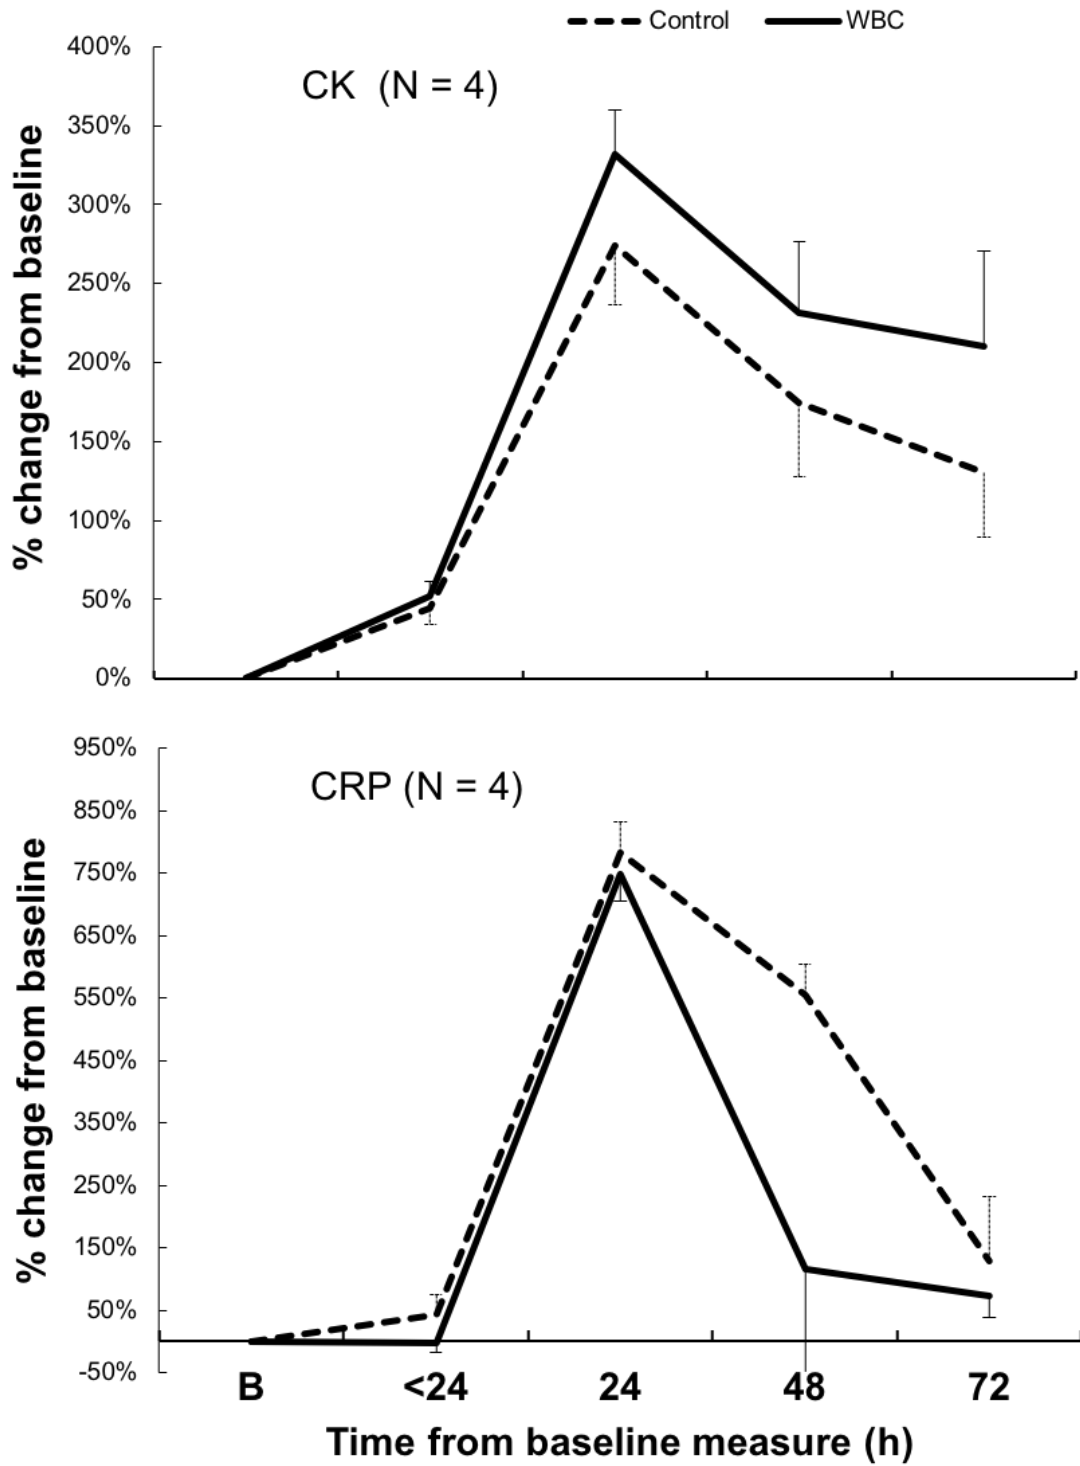 Control WBC
400%
CK (N = 4)
350%
300%
250%
200%
150%
100%
50%
0%
% change from baseline
950%
CRP (N = 4)
850%
750%
650%
550%
450%
350%
250%
150%
50%
-50%
% change from baseline
B <24 24 48 72
Time from baseline measure (h)